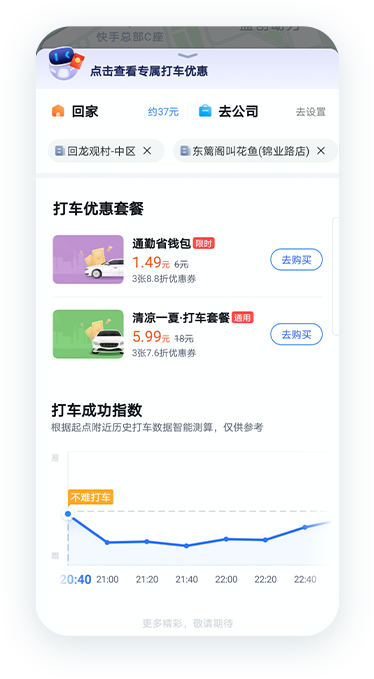 快手总部C座
点击查看专属打车优惠
回家 约37元 去公司 去设置
回龙观村-中区 × 东篱阁叫花鱼(锦业路店) ×
打车优惠套餐
通勤省钱包 限时
1.49元 6元
3张8.8折优惠券
去购买
清凉一夏·打车套餐 通用
5.99元 18元
3张7.6折优惠券
去购买
打车成功指数
根据起点附近历史打车数据智能测算，仅供参考
易
不难打车
难
20:40 21:00 21:20 21:40 22:00 22:20 22:40
更多精彩，敬请期待